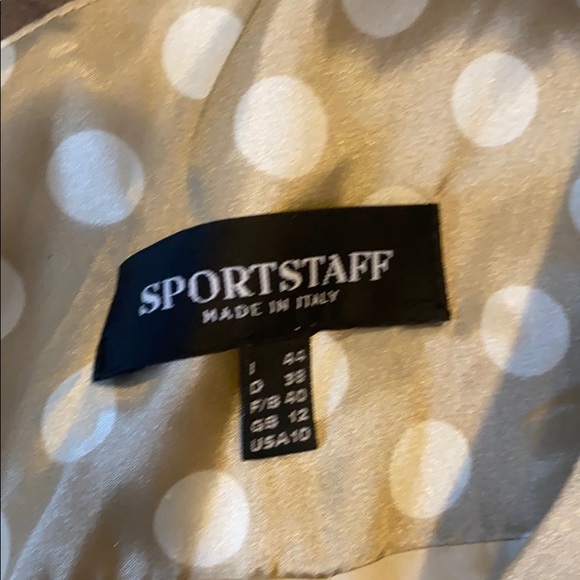 SPORTSTAFF
MADE IN ITALY
I 44
D 38
F/B 40
GB 12
USA 10